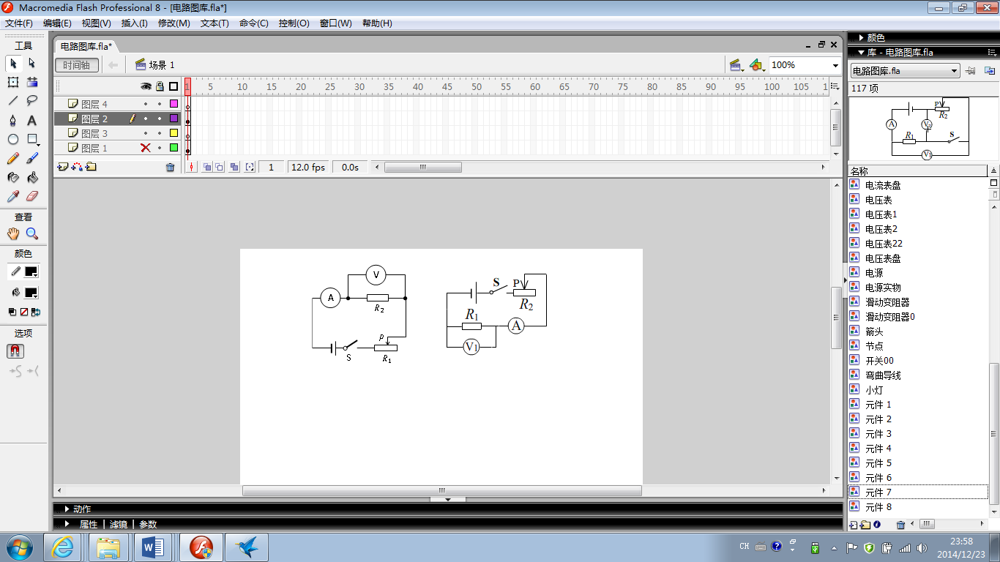 Macromedia Flash Professional 8 - [电路图库.fla*]
文件(F) 编辑(E) 视图(V) 插入(I) 修改(M) 文本(T) 命令(C) 控制(O) 窗口(W) 帮助(H)
工具
查看
颜色
选项
电路图库.fla*
时间轴 场景 1 100%
1 5 10 15 20 25 30 35 40 45 50 55 60 65 70 75 80 85 90 95 100 105 1
图层 4
图层 2
图层 3
图层 1
1 12.0 fps 0.0s
V
A
R2
P
S
R1
S P
R2
R1
A
V1
动作
属性 滤镜 参数
颜色
库 - 电路图库.fla
电路图库.fla
117 项
P
R2
A
R1
S
V1
名称
电流表盘
电压表
电压表1
电压表2
电压表22
电压表盘
电源
电源实物
滑动变阻器
滑动变阻器0
箭头
节点
开关00
弯曲导线
小灯
元件 1
元件 2
元件 3
元件 4
元件 5
元件 6
元件 7
元件 8
CH
23:58
2014/12/23